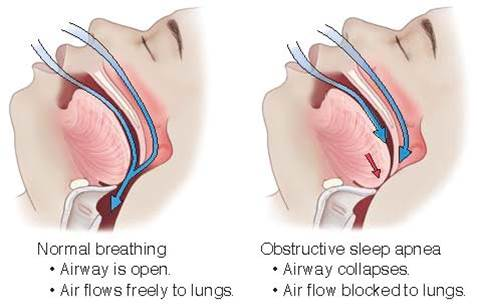 Normal breathing
• Airway is open.
• Air flows freely to lungs.
Obstructive sleep apnea
• Airway collapses.
• Air flow blocked to lungs.